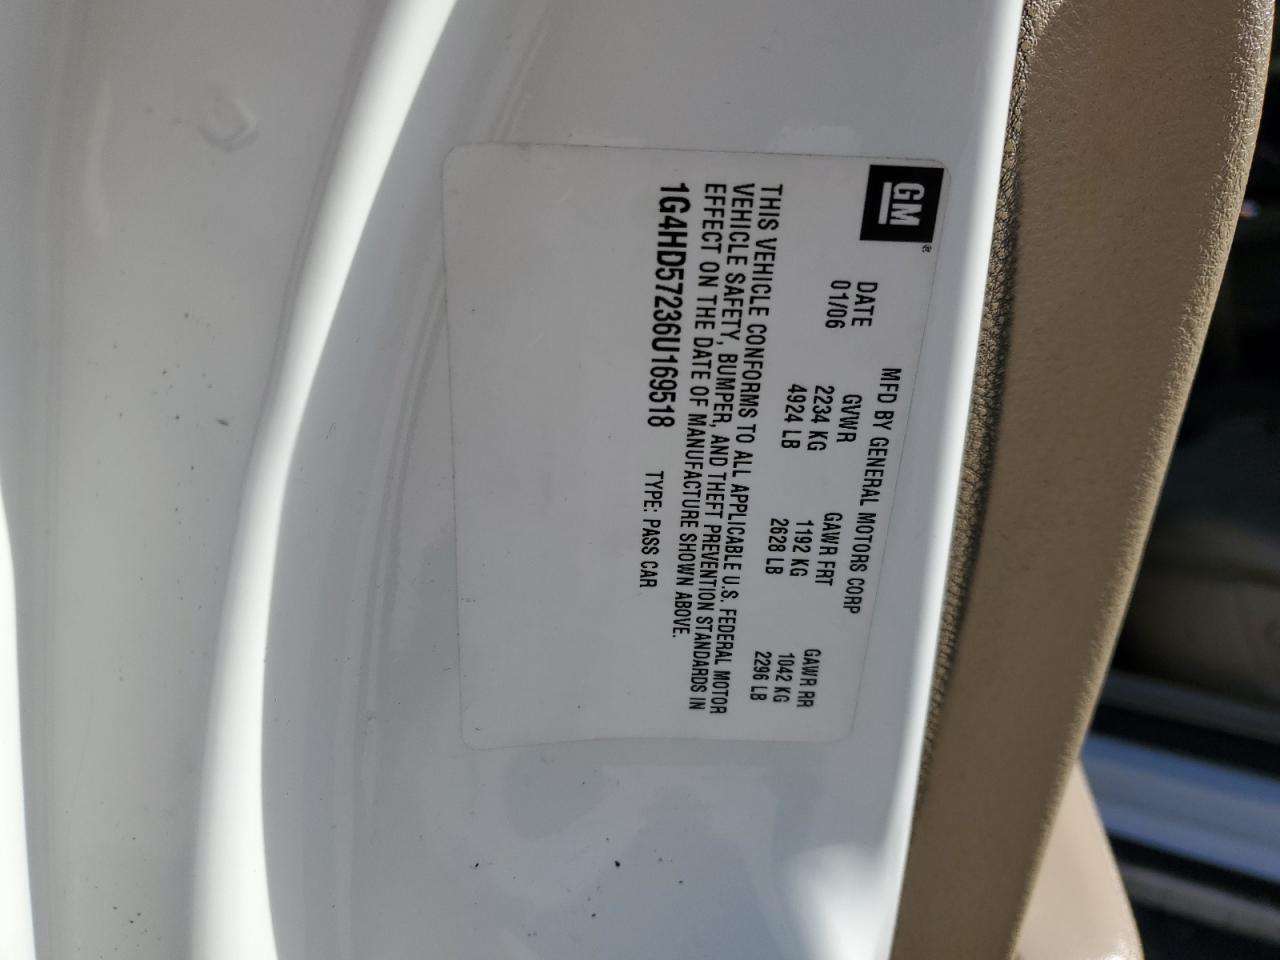 GM®
MFD BY GENERAL MOTORS CORP
DATE GVWR GAWR FRT GAWR RR
01/06 2234 KG 1192 KG 1042 KG
4924 LB 2628 LB 2296 LB
THIS VEHICLE CONFORMS TO ALL APPLICABLE U.S. FEDERAL MOTOR
VEHICLE SAFETY, BUMPER, AND THEFT PREVENTION STANDARDS IN
EFFECT ON THE DATE OF MANUFACTURE SHOWN ABOVE.
1G4HD57236U169518 TYPE: PASS CAR